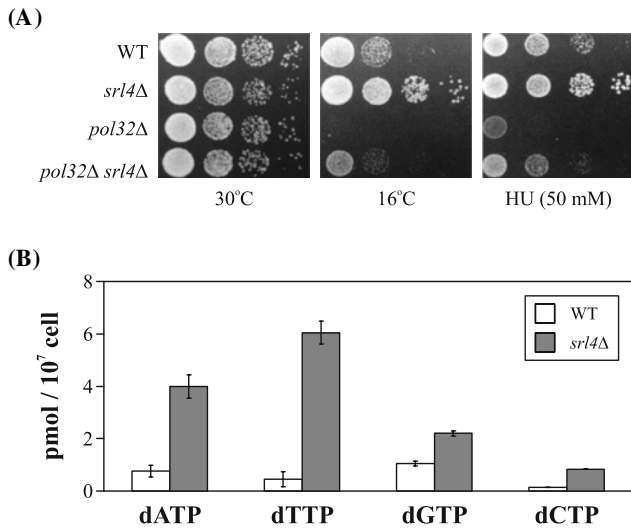 (A)
WT
srl4Δ
pol32Δ
pol32Δ srl4Δ
30°C
16°C
HU (50 mM)
(B)
pmol / 10⁷ cell
8
6
4
2
0
WT
srl4Δ
dATP
dTTP
dGTP
dCTP